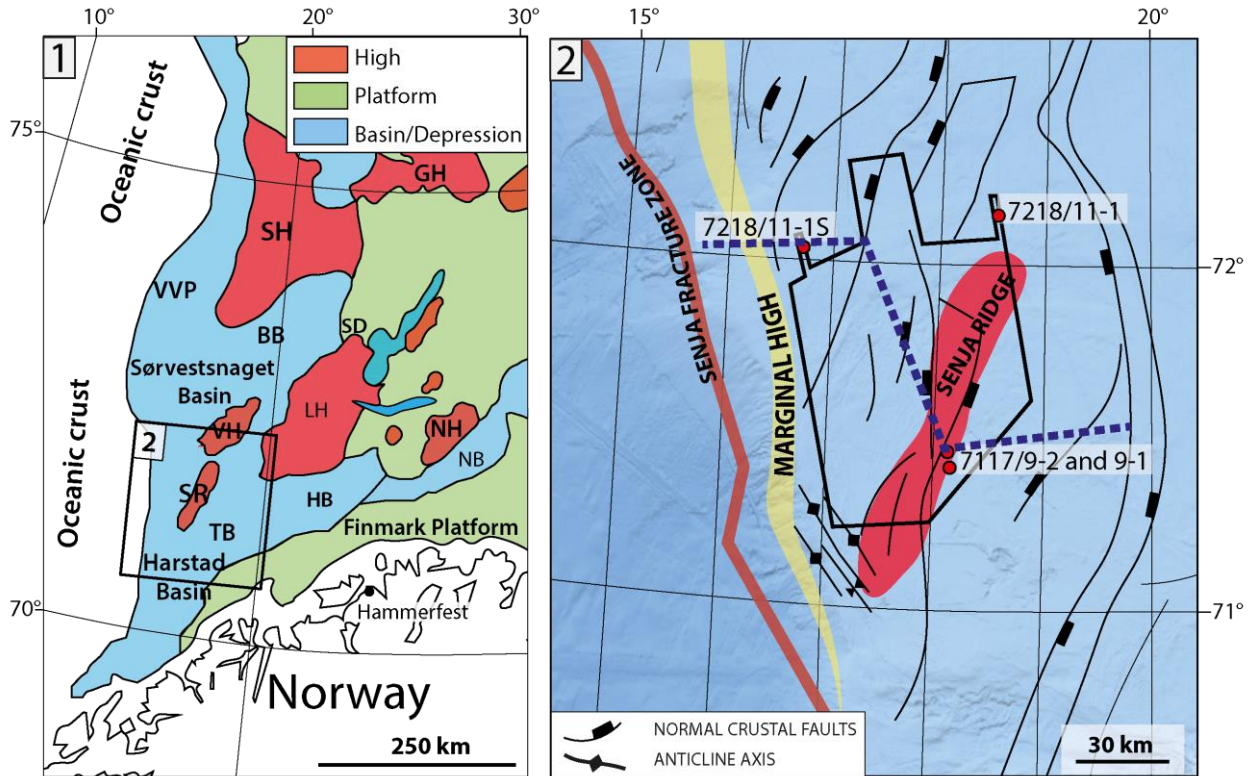 10°
20°
30°
1
High
Platform
Basin/Depression
75°
Oceanic crust
GH
SH
VVP
BB
SD
Sørvestsnaget
Basin
LH
Oceanic crust
2
VH
NH
NB
SR
HB
TB
Finmark Platform
Harstad
Basin
70°
Hammerfest
Norway
250 km
15°
20°
2
SENJA FRACTURE ZONE
7218/11-1S
7218/11-1
72°
MARGINAL HIGH
SENJA RIDGE
7117/9-2 and 9-1
71°
NORMAL CRUSTAL FAULTS
ANTICLINE AXIS
30 km